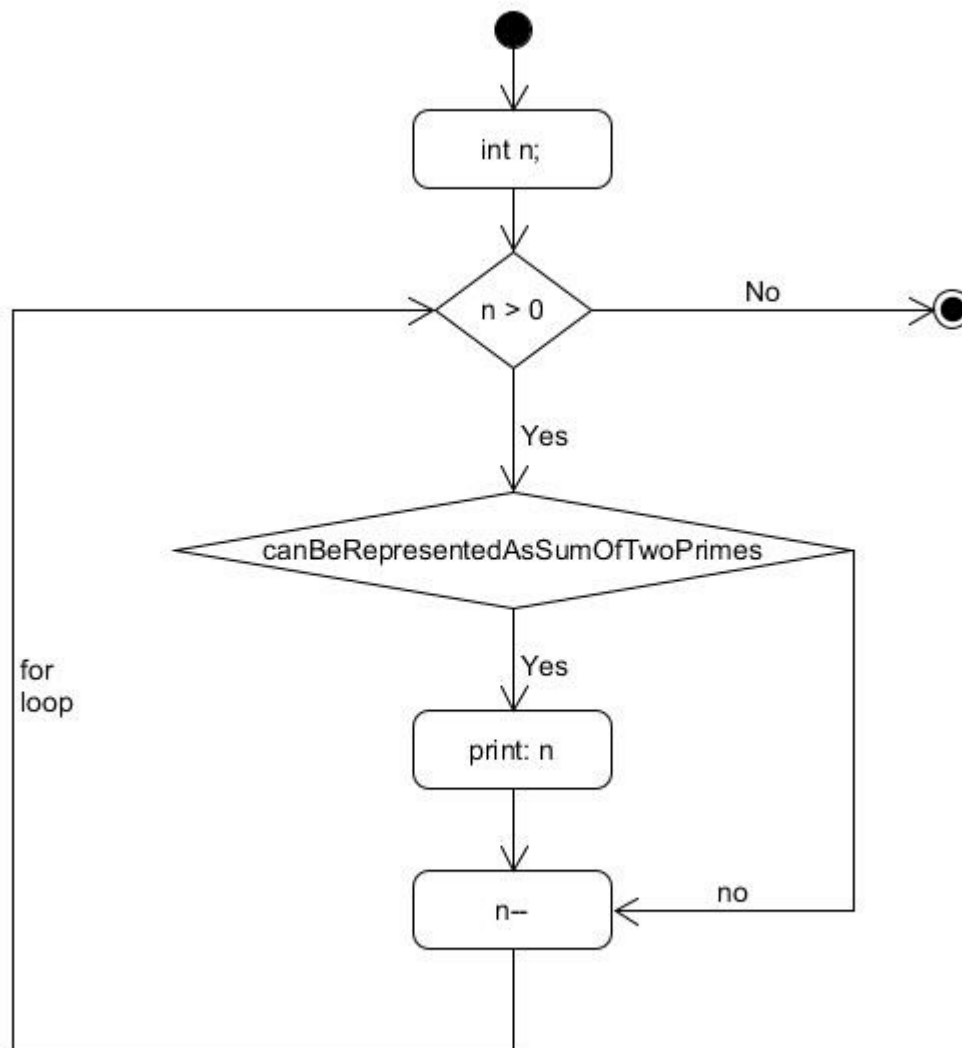 int n;
n > 0
No
Yes
canBeRepresentedAsSumOfTwoPrimes
Yes
for
loop
print: n
n--
no